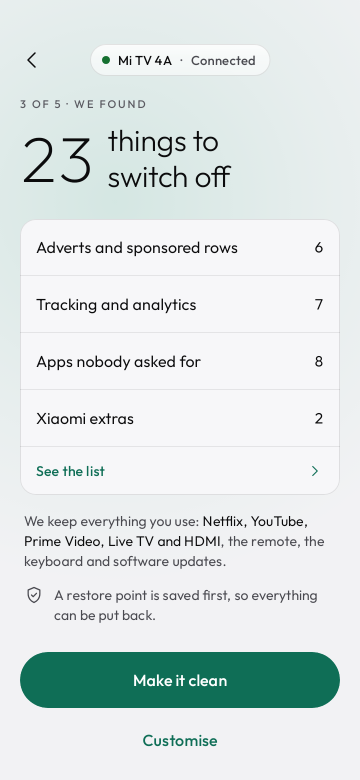 Mi TV 4A · Connected
3 OF 5 · WE FOUND
23
things to
switch off
Adverts and sponsored rows 6
Tracking and analytics 7
Apps nobody asked for 8
Xiaomi extras 2
See the list
We keep everything you use: Netflix, YouTube,
Prime Video, Live TV and HDMI, the remote, the
keyboard and software updates.
A restore point is saved first, so everything
can be put back.
Make it clean
Customise